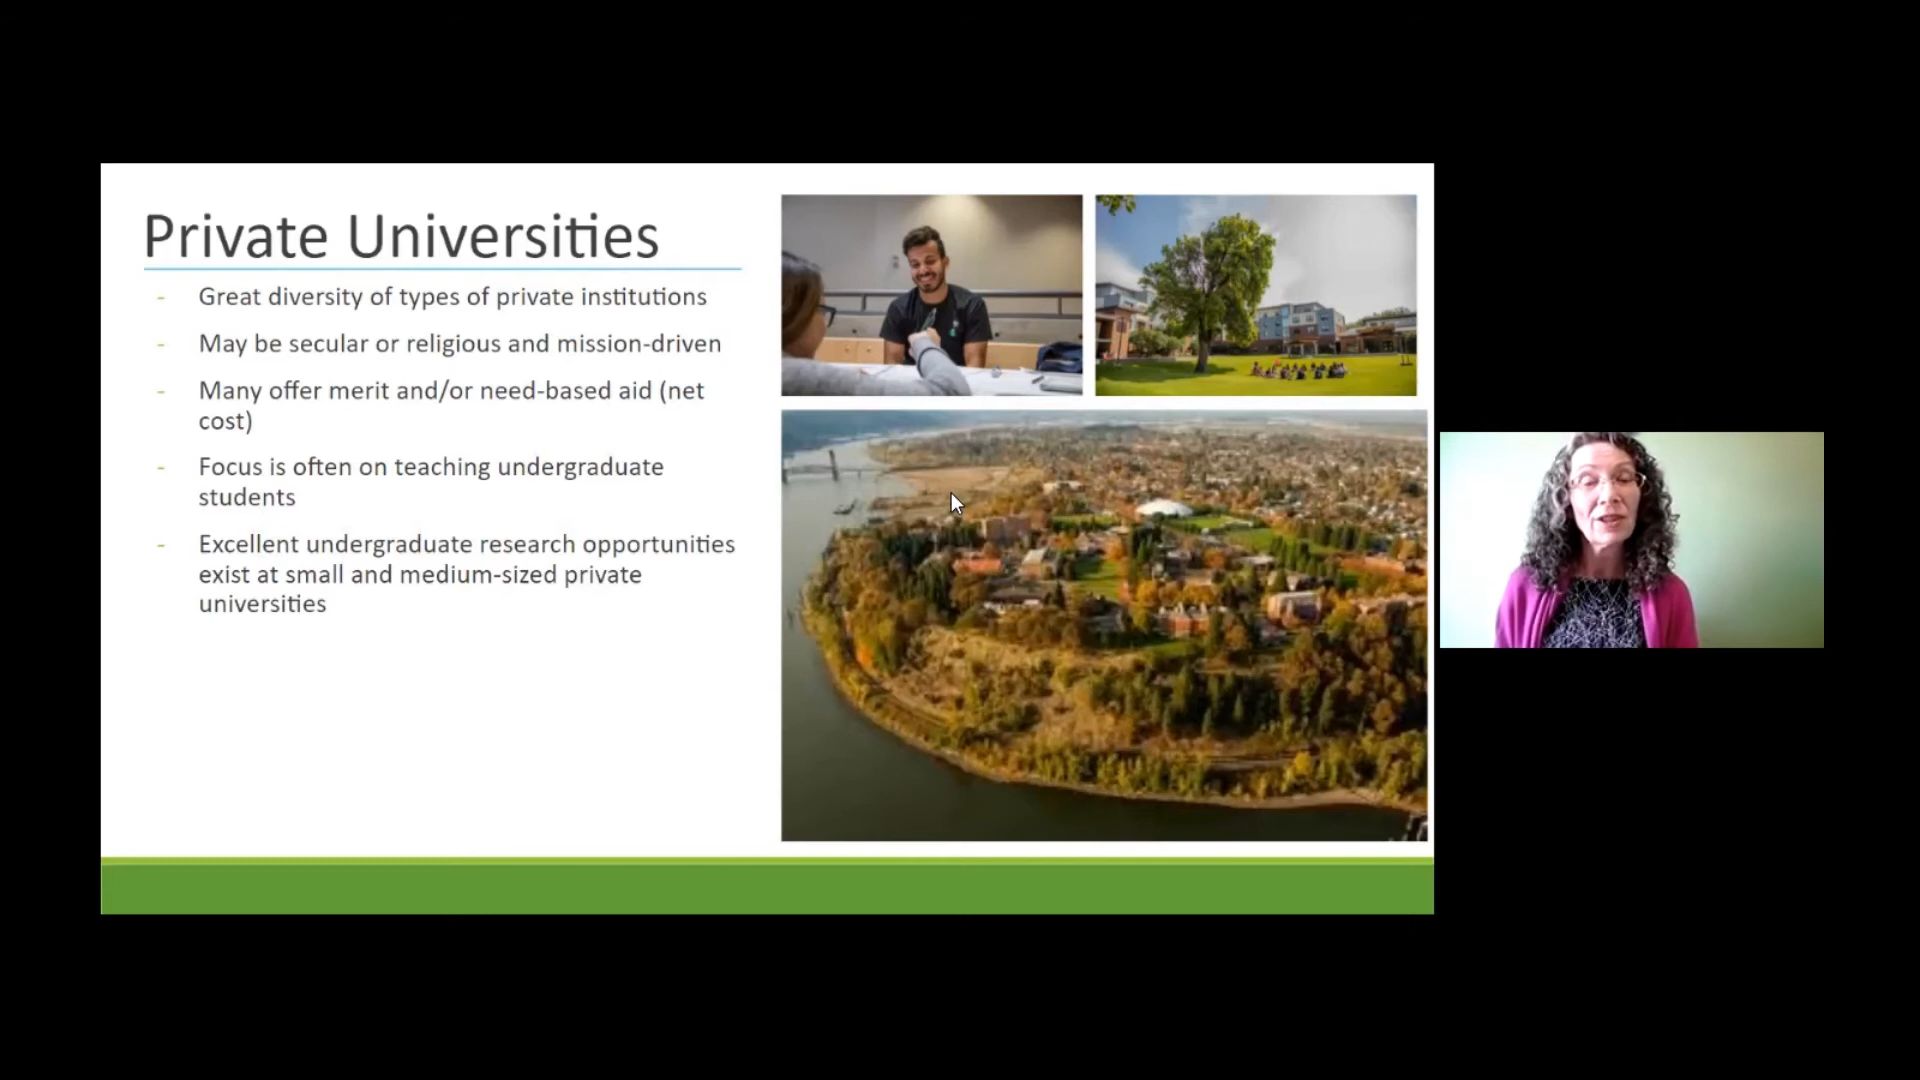 Private Universities
- Great diversity of types of private institutions
- May be secular or religious and mission-driven
- Many offer merit and/or need-based aid (net
cost)
- Focus is often on teaching undergraduate
students
- Excellent undergraduate research opportunities
exist at small and medium-sized private
universities